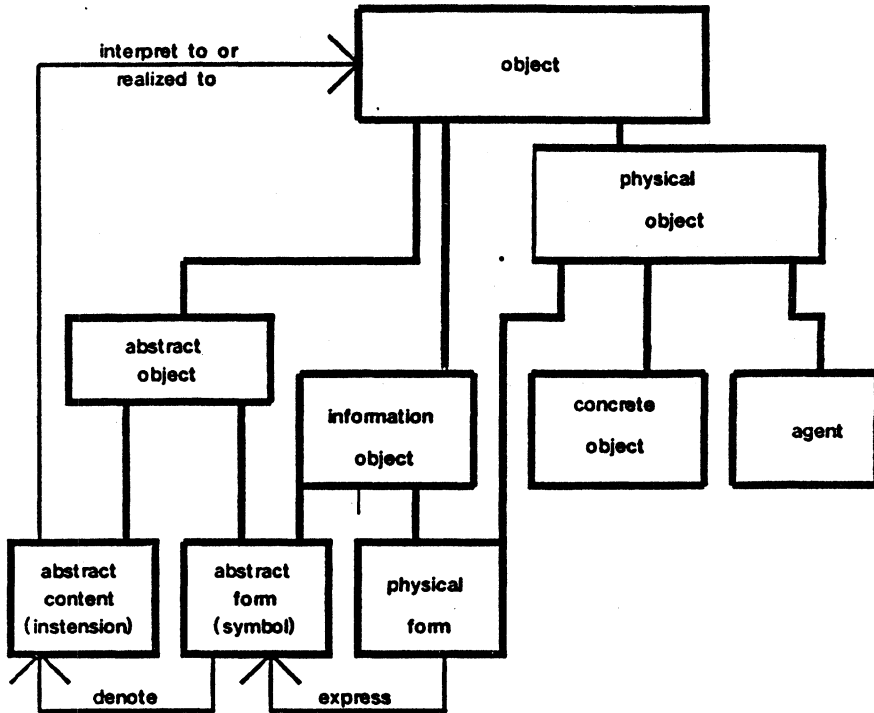 interpret to or
realized to
object
physical
object
abstract
object
information
object
concrete
object
agent
abstract
content
(instension)
abstract
form
(symbol)
physical
form
denote
express